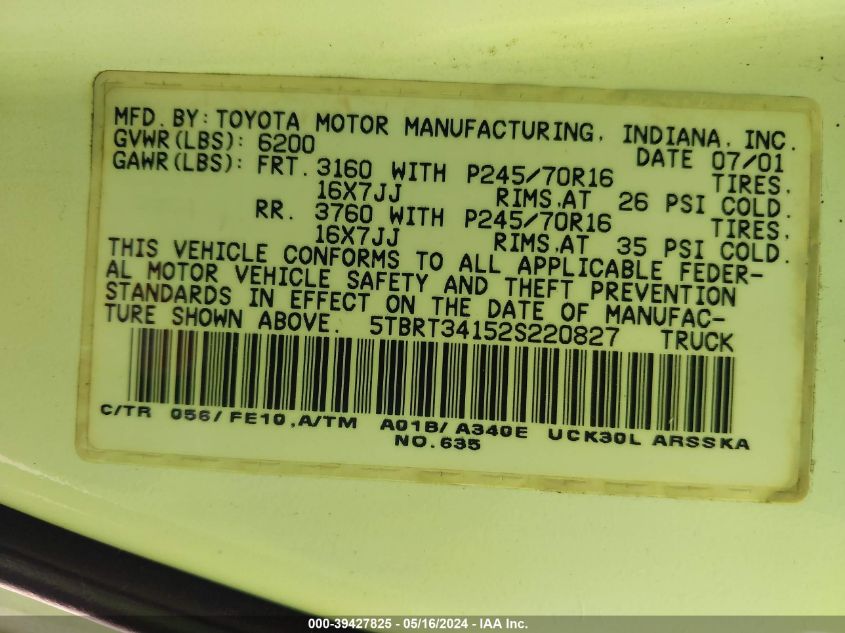 MFD. BY: TOYOTA MOTOR MANUFACTURING, INDIANA, INC.
GVWR(LBS): 6200 DATE 07/01
GAWR(LBS): FRT. 3160 WITH P245/70R16 TIRES,
16X7JJ RIMS.AT 26 PSI COLD.
RR. 3760 WITH P245/70R16 TIRES,
16X7JJ RIMS.AT 35 PSI COLD.
THIS VEHICLE CONFORMS TO ALL APPLICABLE FEDER-
AL MOTOR VEHICLE SAFETY AND THEFT PREVENTION
STANDARDS IN EFFECT ON THE DATE OF MANUFAC-
TURE SHOWN ABOVE. 5TBRT34152S220827 TRUCK
C/TR 056/FE10,A/TM A01B/A340E UCK30L ARSSKA
NO.635
000-39427825 - 05/16/2024 - IAA Inc.